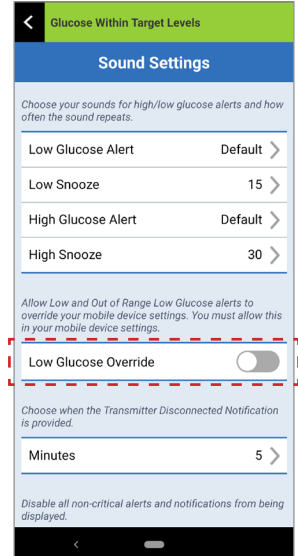 Glucose Within Target Levels
Sound Settings
Choose your sounds for high/low glucose alerts and how
often the sound repeats.
Low Glucose Alert Default
Low Snooze 15
High Glucose Alert Default
High Snooze 30
Allow Low and Out of Range Low Glucose alerts to
override your mobile device settings. You must allow this
in your mobile device settings.
Low Glucose Override
Choose when the Transmitter Disconnected Notification
is provided.
Minutes 5
Disable all non-critical alerts and notifications from being
displayed.